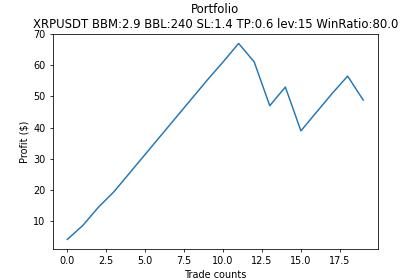 Portfolio
XRPUSDT BBM:2.9 BBL:240 SL:1.4 TP:0.6 lev:15 WinRatio:80.0
70
60
50
40
30
20
10
Profit ($)
0.0 2.5 5.0 7.5 10.0 12.5 15.0 17.5
Trade counts